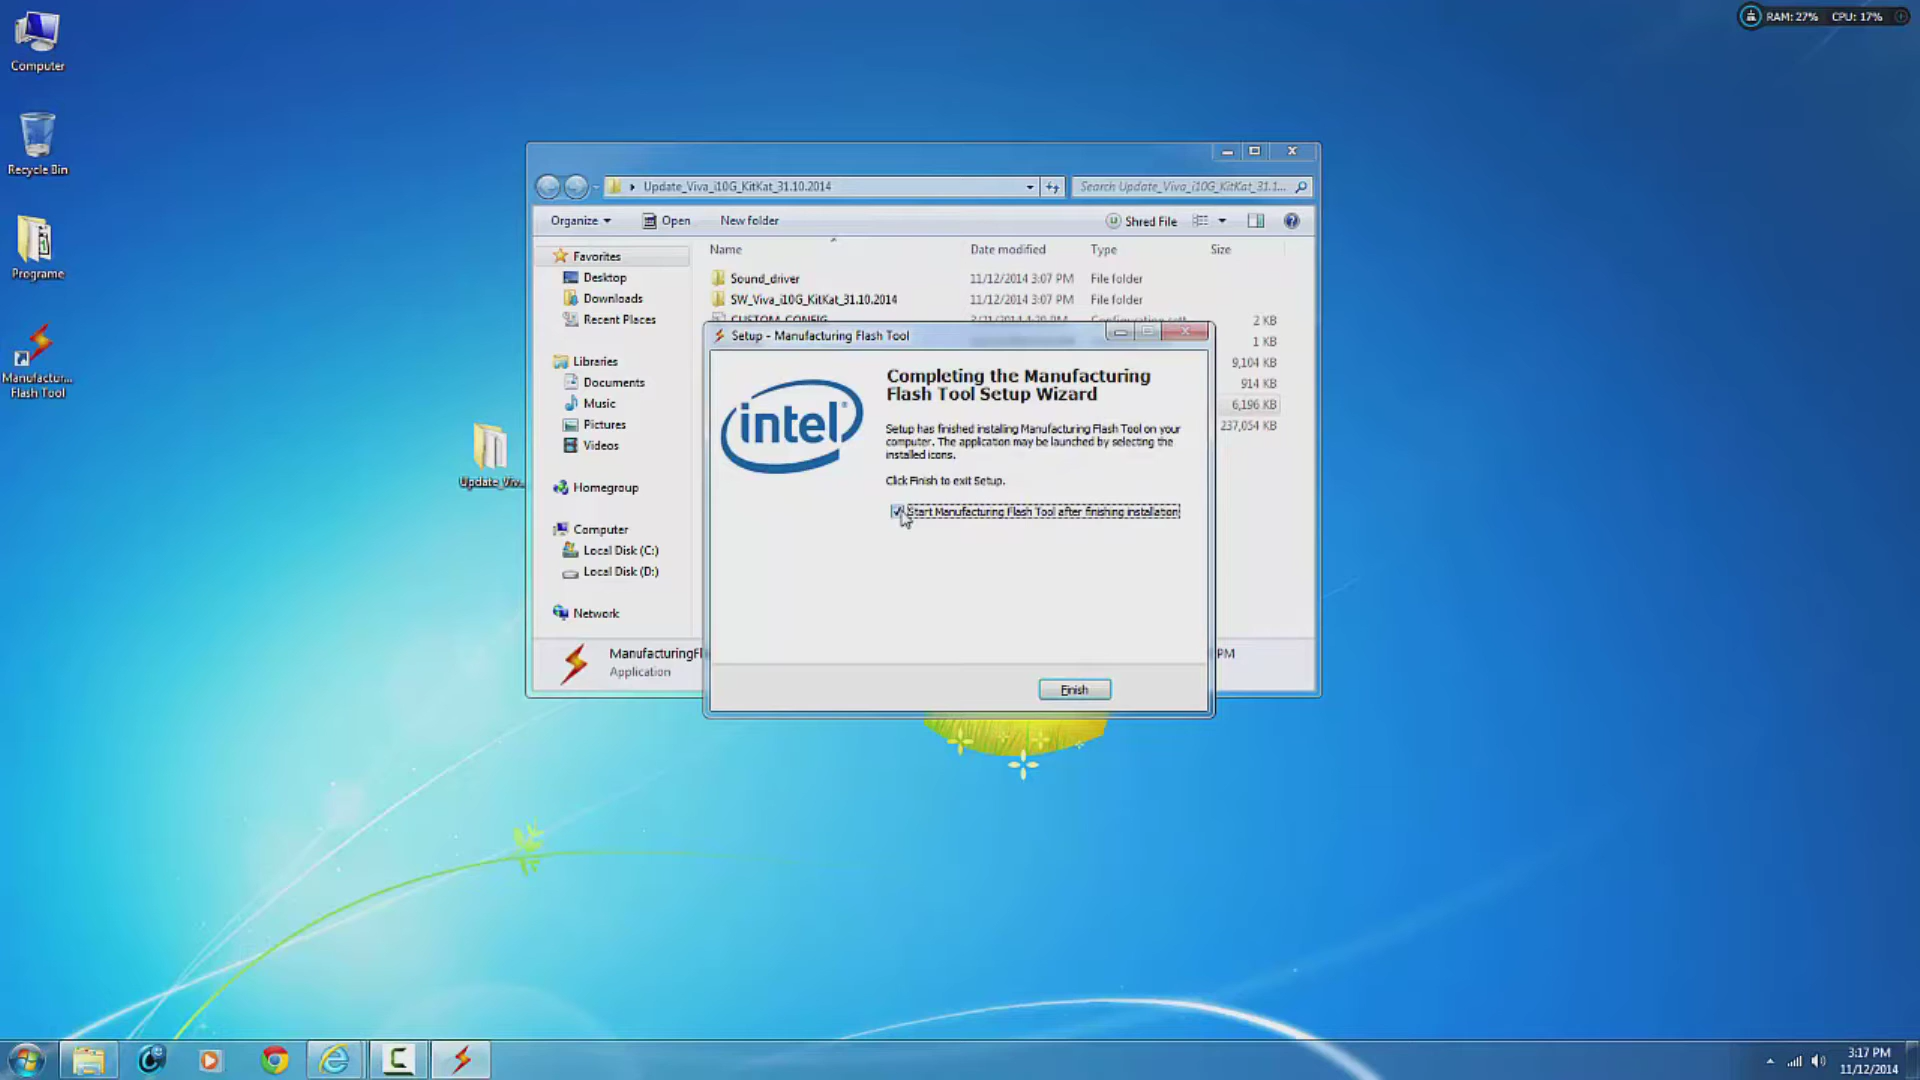 RAM: 27% CPU: 17%
Computer
Recycle Bin
Programe
Manufactur...
Flash Tool
Update_Viv...
Update_Viva_i10G_KitKat_31.10.2014
Search Update_Viva_i10G_KitKat_31.1...
Organize
Open
New folder
Shred File
Name
Date modified
Type
Size
Favorites
Desktop
Downloads
Recent Places
Libraries
Documents
Music
Pictures
Videos
Homegroup
Computer
Local Disk (C:)
Local Disk (D:)
Network
Sound_driver
11/12/2014 3:07 PM
File folder
SW_Viva_i10G_KitKat_31.10.2014
11/12/2014 3:07 PM
File folder
2 KB
1 KB
9,104 KB
914 KB
6,196 KB
237,054 KB
Setup - Manufacturing Flash Tool
intel®
Completing the Manufacturing
Flash Tool Setup Wizard
Setup has finished installing Manufacturing Flash Tool on your
computer. The application may be launched by selecting the
installed icons.
Click Finish to exit Setup.
Start Manufacturing Flash Tool after finishing installation
Finish
ManufacturingFl
PM
Application
3:17 PM
11/12/2014